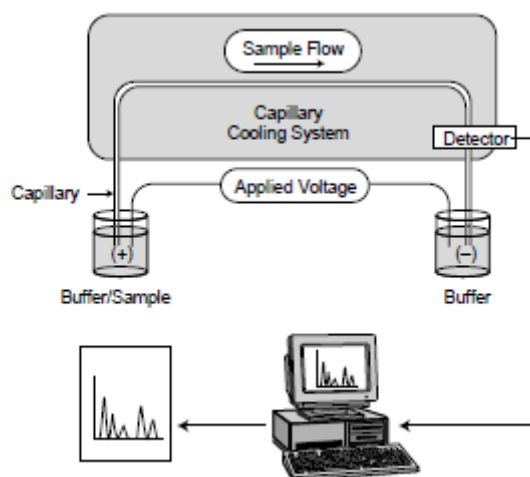 Sample Flow
Capillary
Cooling System
Detector
Capillary
Applied Voltage
(+)
(–)
Buffer/Sample
Buffer